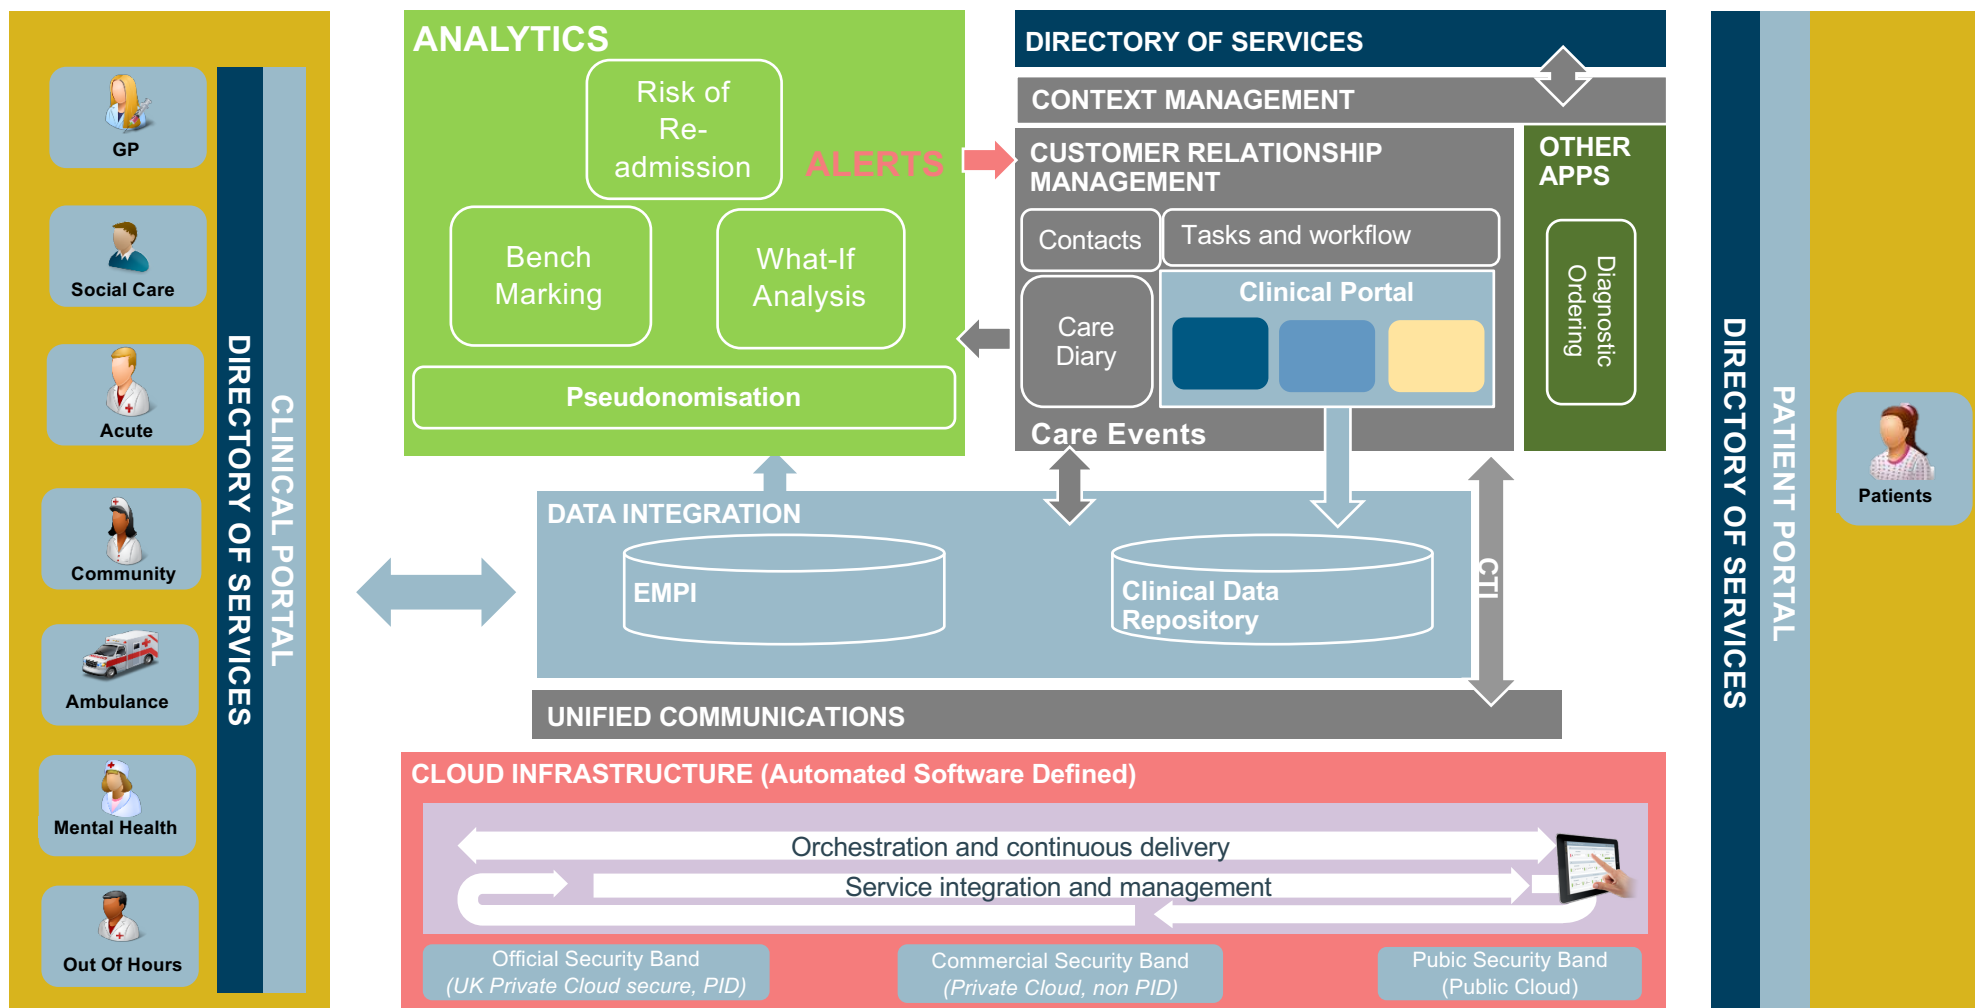 GP
Social Care
Acute
Community
Ambulance
Mental Health
Out Of Hours
DIRECTORY OF SERVICES
CLINICAL PORTAL
ANALYTICS
Risk of
Re-
admission
ALERTS
Bench
Marking
What-If
Analysis
Pseudonomisation
DIRECTORY OF SERVICES
CONTEXT MANAGEMENT
CUSTOMER RELATIONSHIP
MANAGEMENT
Contacts
Tasks and workflow
Care
Diary
Clinical Portal
Care Events
OTHER
APPS
Diagnostic
Ordering
DATA INTEGRATION
EMPI
Clinical Data
Repository
CTI
UNIFIED COMMUNICATIONS
CLOUD INFRASTRUCTURE (Automated Software Defined)
Orchestration and continuous delivery
Service integration and management
Official Security Band
(UK Private Cloud secure, PID)
Commercial Security Band
(Private Cloud, non PID)
Pubic Security Band
(Public Cloud)
DIRECTORY OF SERVICES
PATIENT PORTAL
Patients